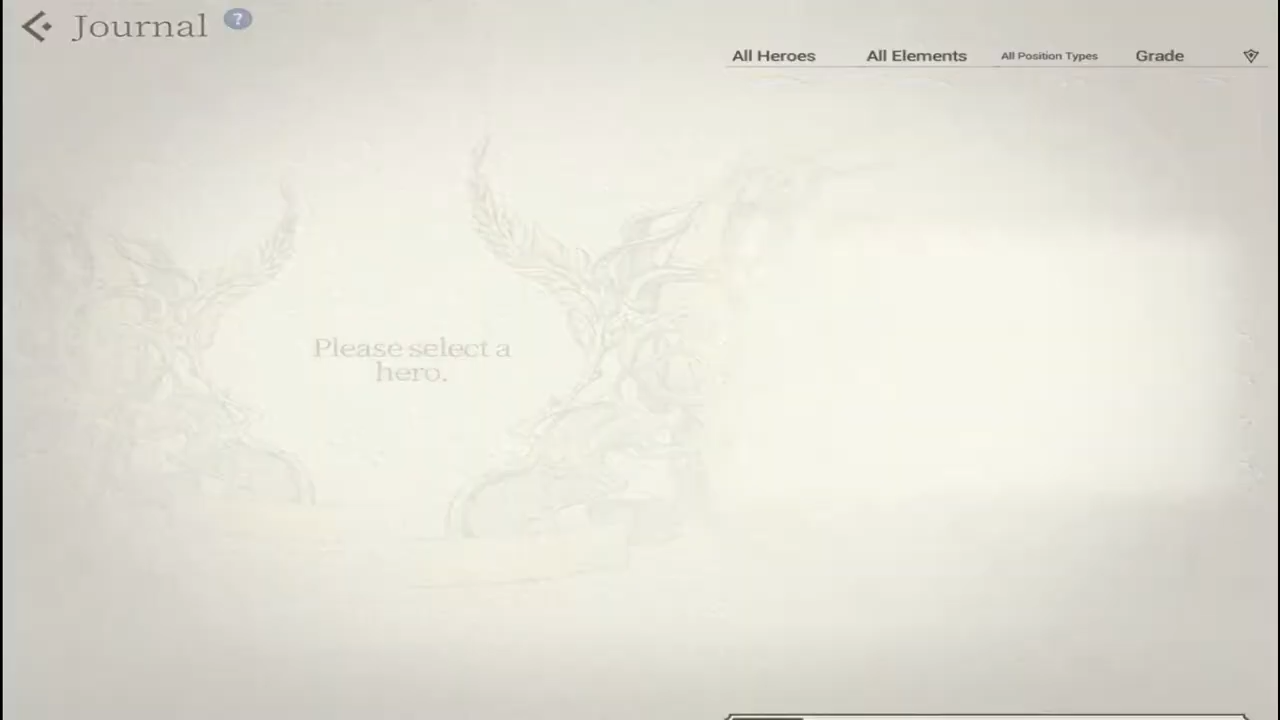 Journal
?
All Heroes
All Elements
All Position Types
Grade
Please select a
hero.